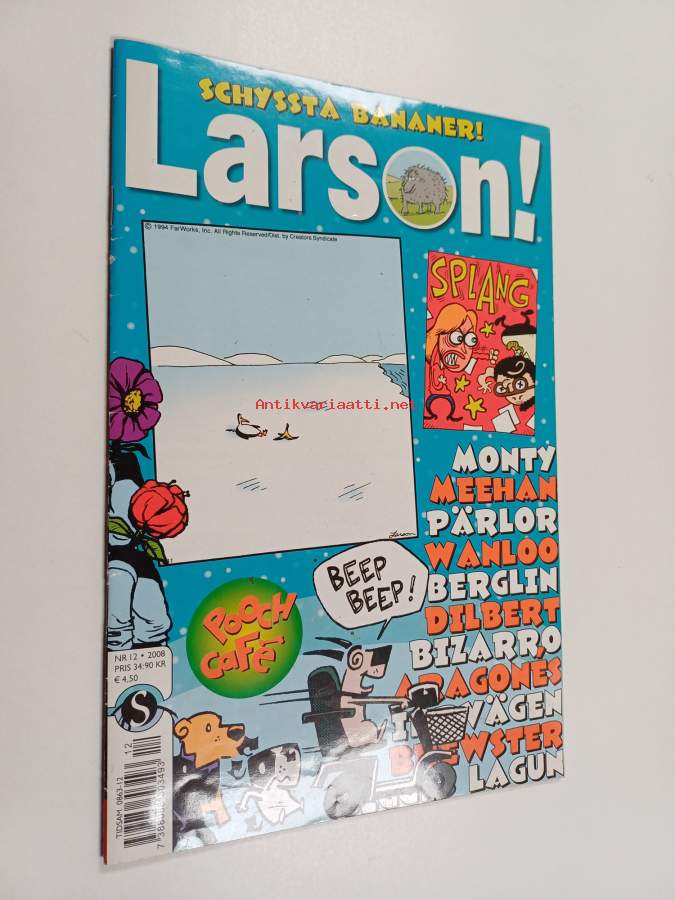 SCHYSSTA BANANER!
Larson!
© 1994 FarWorks, Inc. All Rights Reserved/Dist. by Creators Syndicate
SPLANG
Antikvariaatti.net
MONTY
MEEHAN
PÄRLOR
WANLOO
BERGLIN
DILBERT
BIZARRO
ARAGONÉS
VÄGEN
BREWSTER
LAGUN
Larson
BEEP
BEEP!
POOCH
CAFÉ
NR 12 • 2008
PRIS 34:90 KR
€ 4,50
S
12
TIDSAM 0863-12